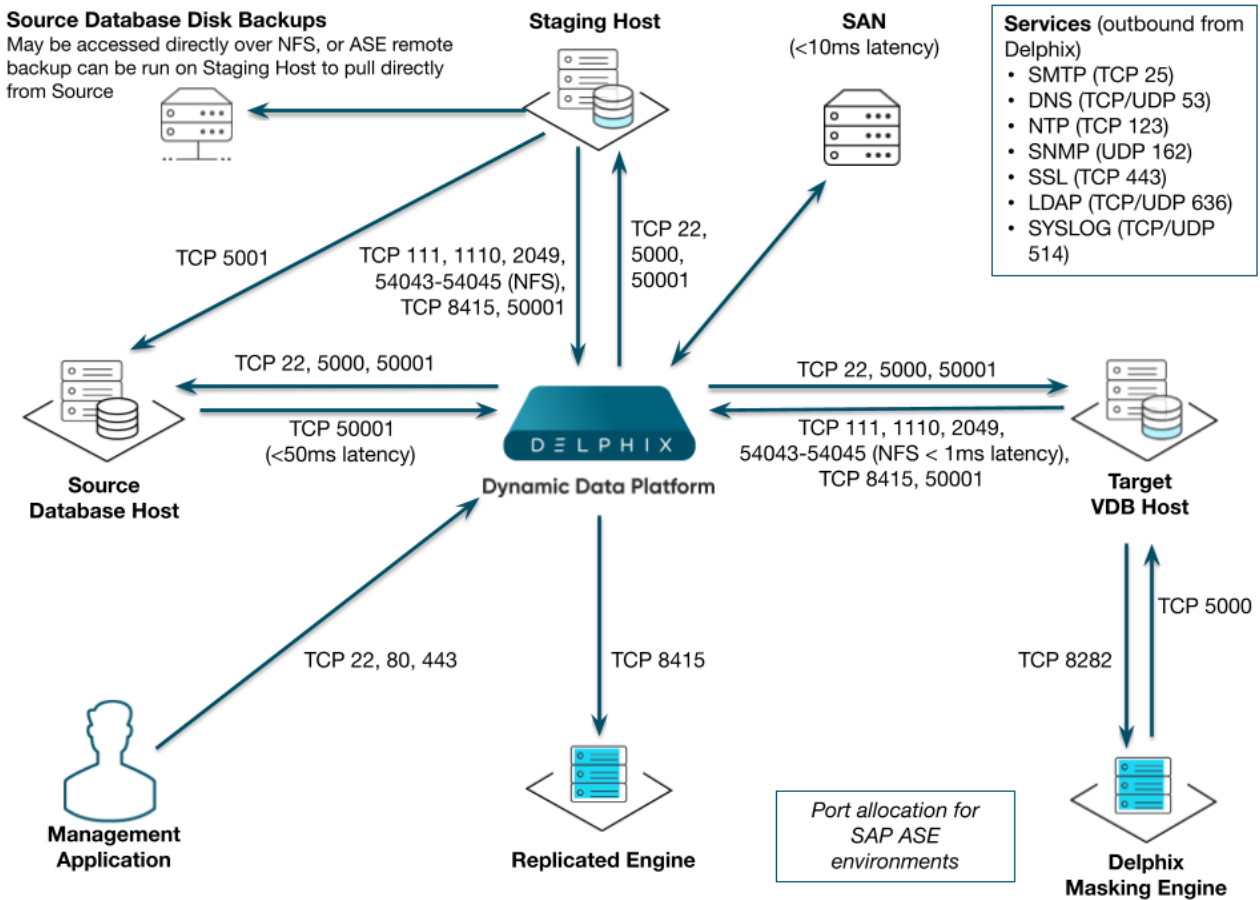 Source Database Disk Backups
May be accessed directly over NFS, or ASE remote
backup can be run on Staging Host to pull directly
from Source
Staging Host
SAN
(<10ms latency)
Services (outbound from
Delphix)
• SMTP (TCP 25)
• DNS (TCP/UDP 53)
• NTP (TCP 123)
• SNMP (UDP 162)
• SSL (TCP 443)
• LDAP (TCP/UDP 636)
• SYSLOG (TCP/UDP
514)
TCP 5001
TCP 111, 1110, 2049,
54043-54045 (NFS),
TCP 8415, 50001
TCP 22,
5000,
50001
TCP 22, 5000, 50001
TCP 50001
(<50ms latency)
Source
Database Host
DELPHIX
Dynamic Data Platform
TCP 22, 5000, 50001
TCP 111, 1110, 2049,
54043-54045 (NFS < 1ms latency),
TCP 8415, 50001
Target
VDB Host
TCP 22, 80, 443
TCP 8415
TCP 8282
TCP 5000
Management
Application
Replicated Engine
Port allocation for
SAP ASE
environments
Delphix
Masking Engine